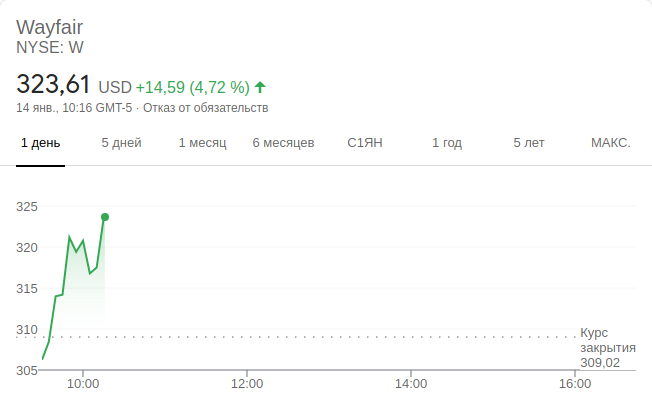 Wayfair
NYSE: W
323,61 USD +14,59 (4,72 %)
14 янв., 10:16 GMT-5 · Отказ от обязательств
1 день 5 дней 1 месяц 6 месяцев С1ЯН 1 год 5 лет МАКС.
325
320
315
310
305
Курс
закрытия
309,02
10:00 12:00 14:00 16:00